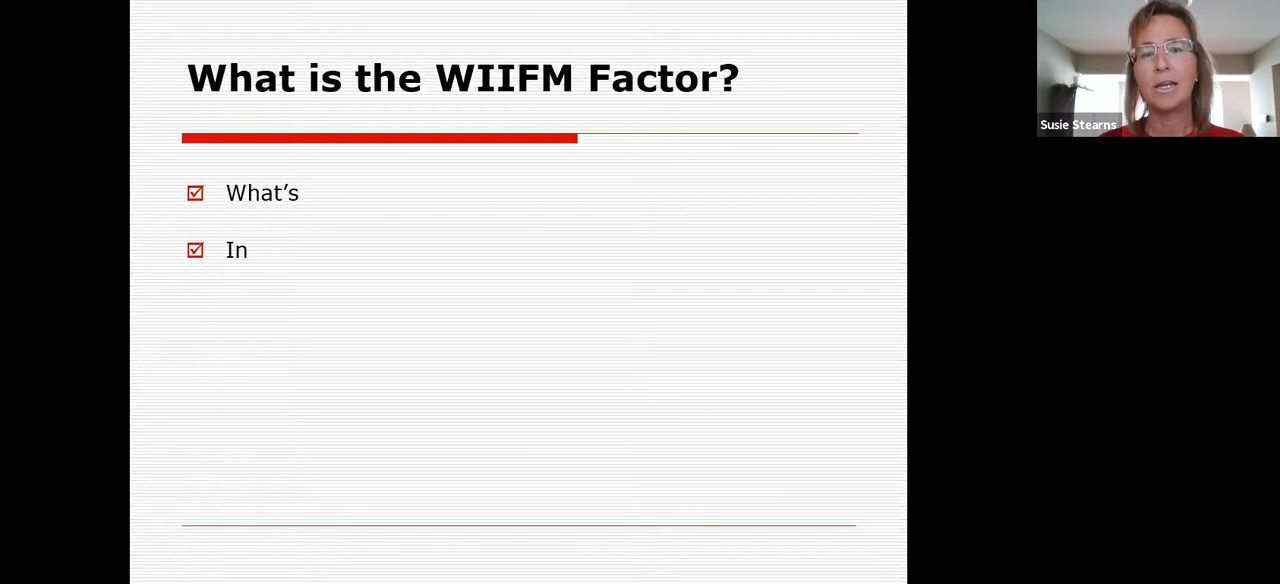 What is the WIIFM Factor?
What's
In
Susie Stearns